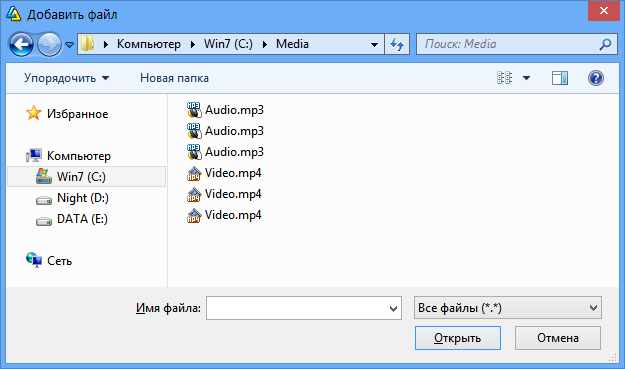 Добавить файл
Компьютер Win7 (C:) Media
Поиск: Media
Упорядочить Новая папка
Избранное
Компьютер
Win7 (C:)
Night (D:)
DATA (E:)
Сеть
Audio.mp3
Audio.mp3
Audio.mp3
Video.mp4
Video.mp4
Video.mp4
Имя файла:
Все файлы (*.*)
Открыть Отмена